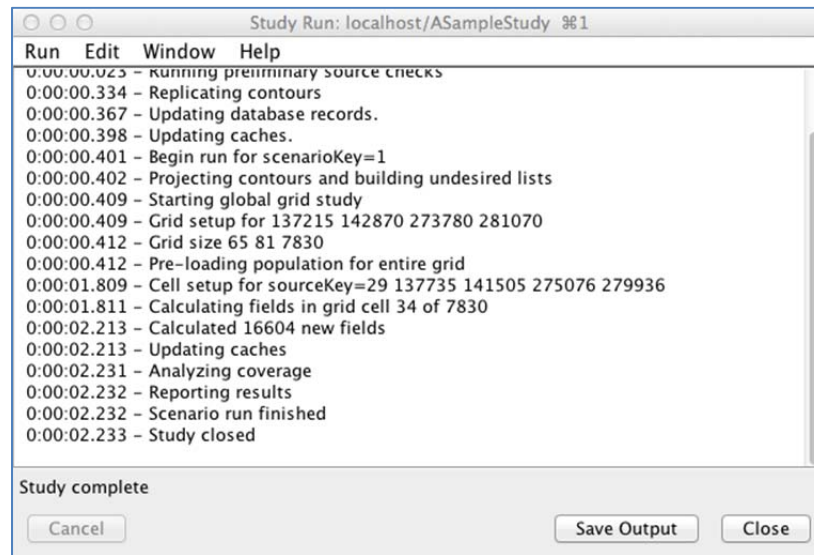 Study Run: localhost/ASampleStudy ⌘1
Run Edit Window Help
0:00:00.023 – Running preliminary source checks
0:00:00.334 – Replicating contours
0:00:00.367 – Updating database records.
0:00:00.398 – Updating caches.
0:00:00.401 – Begin run for scenarioKey=1
0:00:00.402 – Projecting contours and building undesired lists
0:00:00.409 – Starting global grid study
0:00:00.409 – Grid setup for 137215 142870 273780 281070
0:00:00.412 – Grid size 65 81 7830
0:00:00.412 – Pre-loading population for entire grid
0:00:01.809 – Cell setup for sourceKey=29 137735 141505 275076 279936
0:00:01.811 – Calculating fields in grid cell 34 of 7830
0:00:02.213 – Calculated 16604 new fields
0:00:02.213 – Updating caches
0:00:02.231 – Analyzing coverage
0:00:02.232 – Reporting results
0:00:02.232 – Scenario run finished
0:00:02.233 – Study closed
Study complete
Cancel Save Output Close